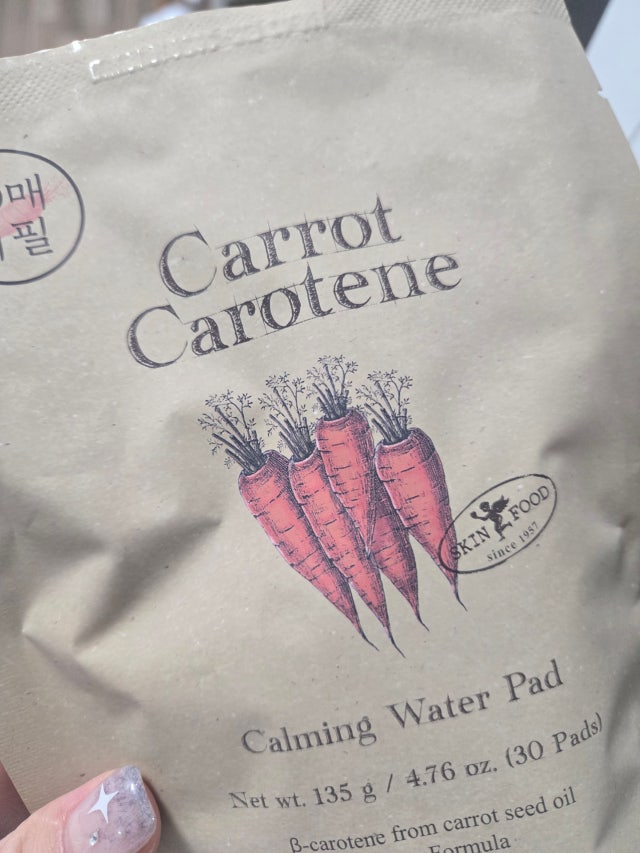 매
필
Carrot
Carotene
SKIN FOOD
since 1957
Calming Water Pad
Net wt. 135 g / 4.76 oz. (30 Pads)
β-carotene from carrot seed oil
Formula